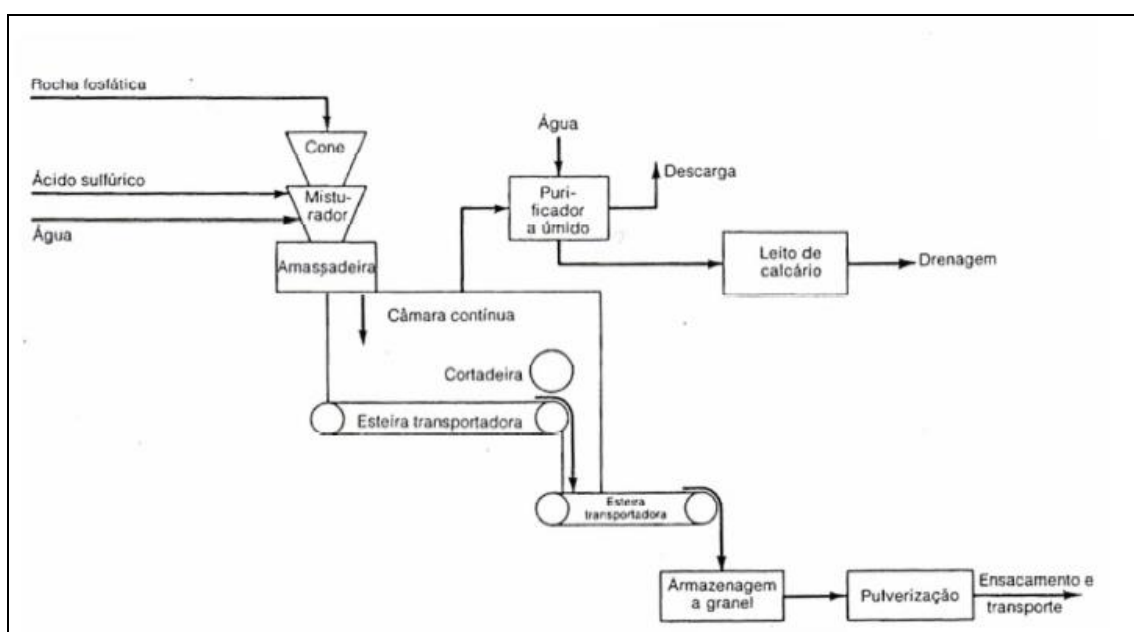 Rocha fosfática
Cone
Ácido sulfúrico
Mistu-
rador
Água
Amassadeira
Água
Puri-
ficador
a úmido
Descarga
Leito de
calcário
Drenagem
Câmara contínua
Cortadeira
Esteira transportadora
Esteira
transportadora
Armazenagem
a granel
Pulverização
Ensacamento e
transporte